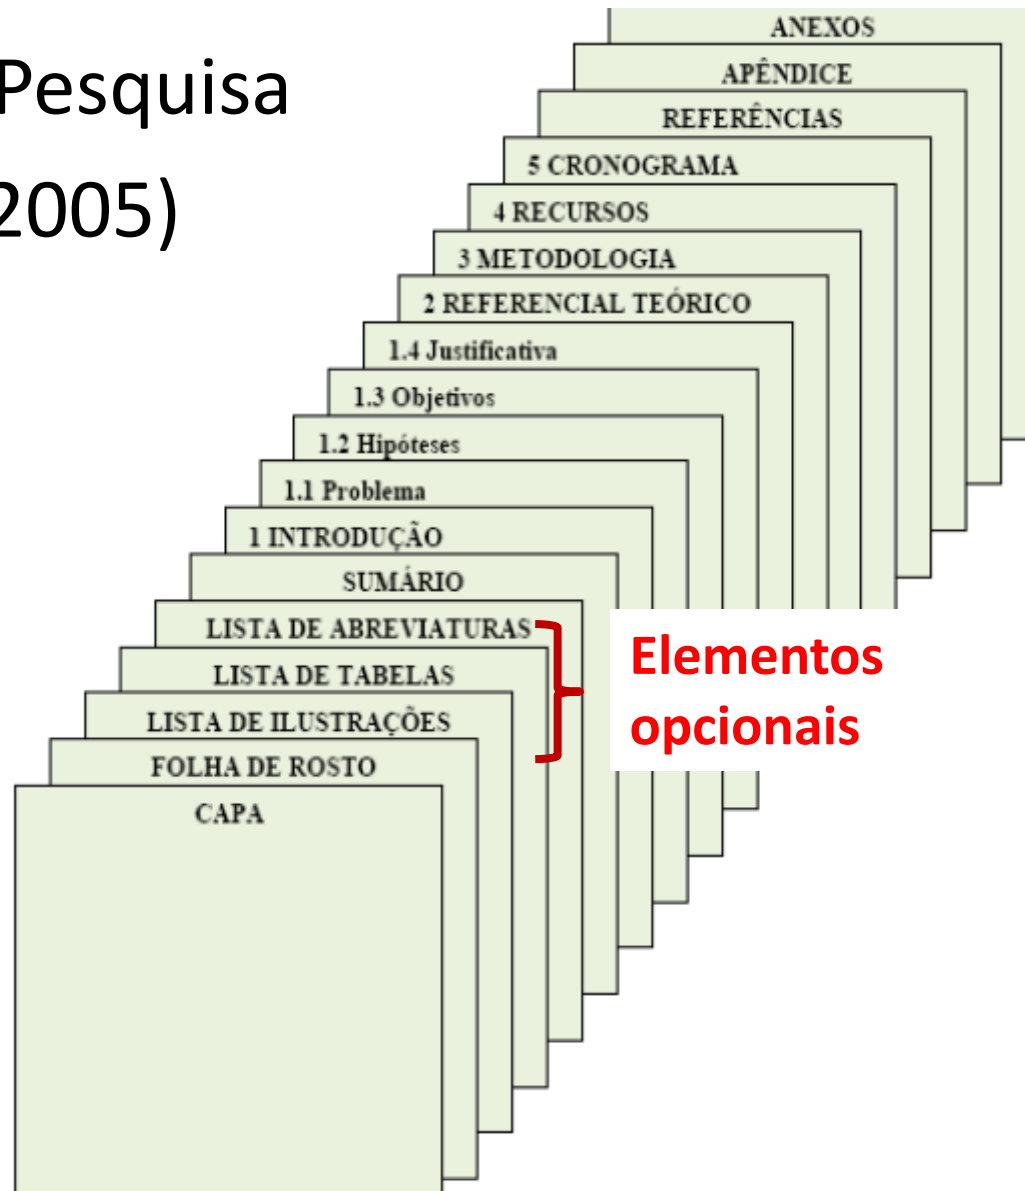 Pesquisa
2005)
ANEXOS
APÊNDICE
REFERÊNCIAS
5 CRONOGRAMA
4 RECURSOS
3 METODOLOGIA
2 REFERENCIAL TEÓRICO
1.4 Justificativa
1.3 Objetivos
1.2 Hipóteses
1.1 Problema
1 INTRODUÇÃO
SUMÁRIO
LISTA DE ABREVIATURAS
LISTA DE TABELAS
LISTA DE ILUSTRAÇÕES
FOLHA DE ROSTO
CAPA
Elementos
opcionais